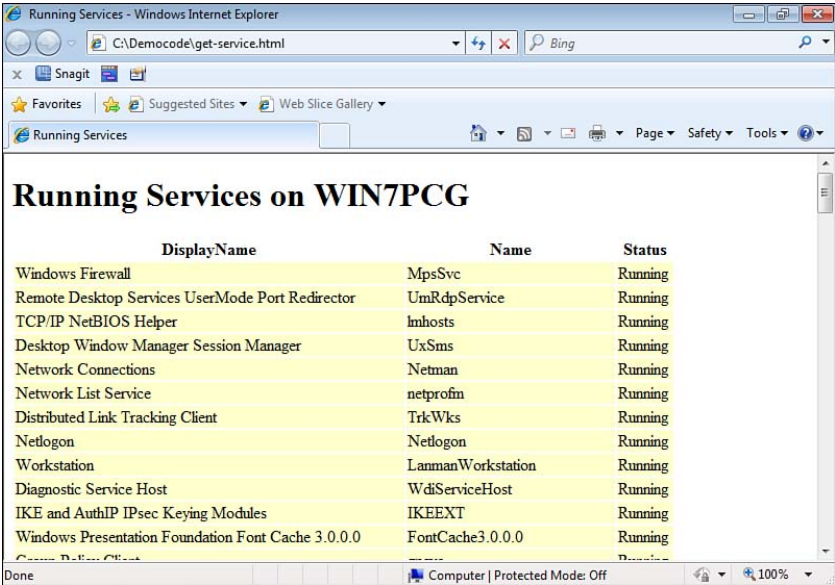 Running Services - Windows Internet Explorer
C:\Democode\get-service.html
Bing
x Snagit
Favorites Suggested Sites Web Slice Gallery
Running Services
Page Safety Tools
Running Services on WIN7PCG
DisplayName Name Status
Windows Firewall MpsSvc Running
Remote Desktop Services UserMode Port Redirector UmRdpService Running
TCP/IP NetBIOS Helper lmhosts Running
Desktop Window Manager Session Manager UxSms Running
Network Connections Netman Running
Network List Service netprofm Running
Distributed Link Tracking Client TrkWks Running
Netlogon Netlogon Running
Workstation LanmanWorkstation Running
Diagnostic Service Host WdiServiceHost Running
IKE and AuthIP IPsec Keying Modules IKEEXT Running
Windows Presentation Foundation Font Cache 3.0.0.0 FontCache3.0.0.0 Running
Done Computer | Protected Mode: Off 100%